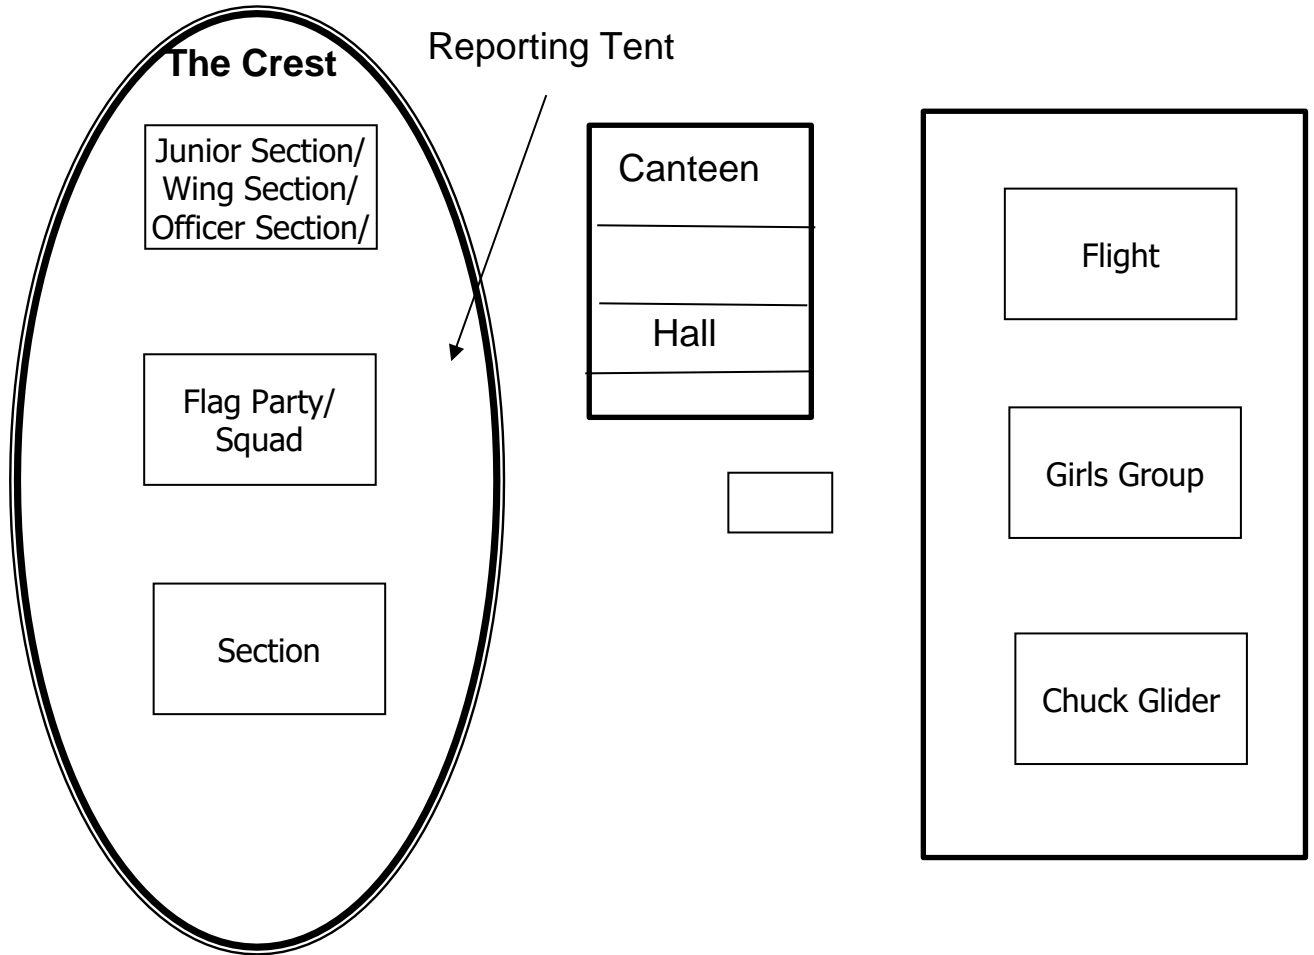 The Crest
Junior Section/
Wing Section/
Officer Section/
Flag Party/
Squad
Section
Reporting Tent
Canteen
Hall
Flight
Girls Group
Chuck Glider